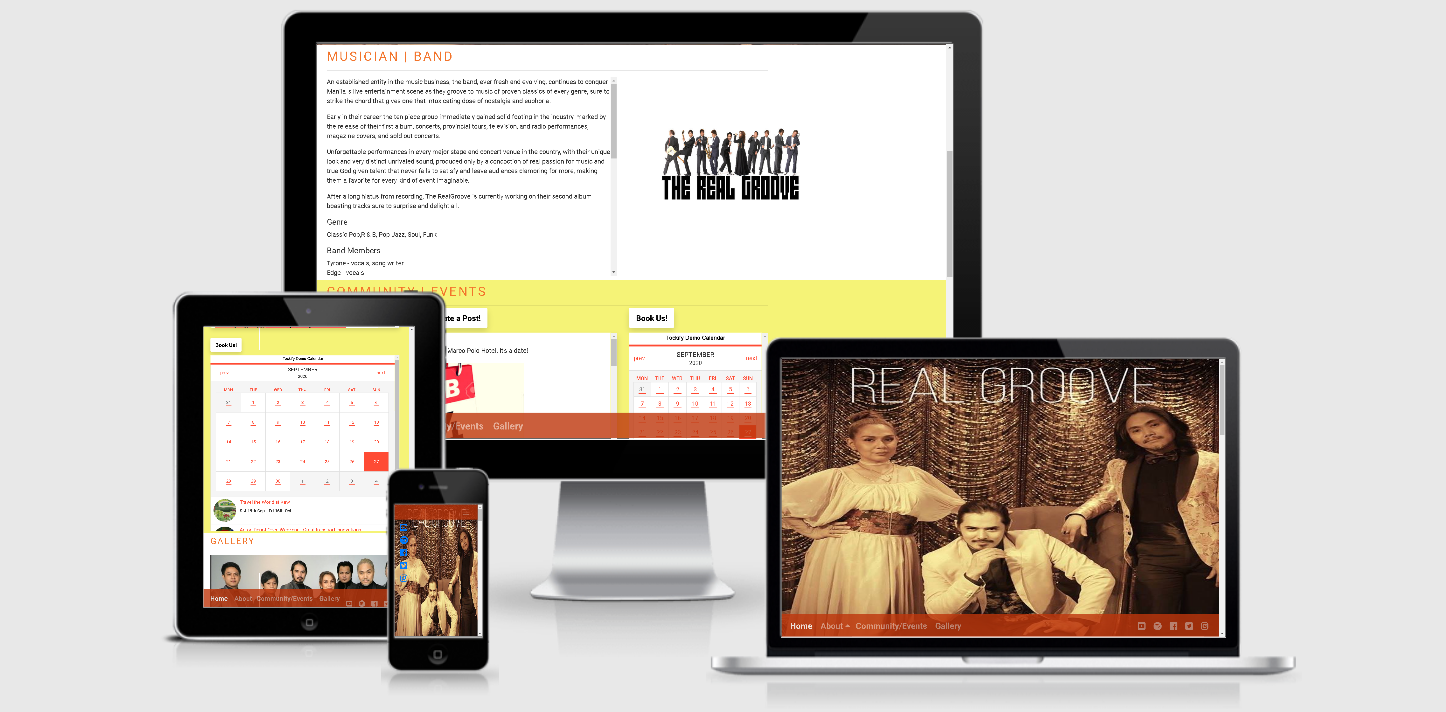 MUSICIAN | BAND
An established entity in the music business, the band, ever fresh and evolving, continues to conquer
Manila's live entertainment scene as they groove to music of proven classics of every genre, sure to
strike the chord that gives one that intoxicating dose of nostalgia and euphoria.
Early in their career the ten piece group immediately gained solid footing in the industry, marked by
the release of their first album, concerts, provincial tours, television, and radio performances,
magazine covers, and sold out concerts.
Unforgettable performances in every major stage and concert venue in the country, with their unique
look and very distinct unrivaled sound, produced only by a concoction of real passion for music and
true God given talent that never fails to satisfy and leave audiences clamoring for more, making
them a favorite for every kind of event imaginable.
After a long hiatus from recording, The RealGroove is currently working on their second album
boasting tracks sure to surprise and delight all.
Genre
Classic Pop,R & B, Pop Jazz, Soul, Funk
Band Members
Tyrone - vocals, song writer
Edge - vocals
THE REAL GROOVE
COMMUNITY | EVENTS
te a Post!
Book Us!
Marco Polo Hotel. Its a date!
B
Tockify Demo Calendar
prev SEPTEMBER next
2020
MON TUE WED THU FRI SAT SUN
31 1 2 3 4 5 6
7 8 9 10 11 12 13
y/Events Gallery
Book Us!
Tockify Demo Calendar
prev SEPTEMBER next
2020
MON TUE WED THU FRI SAT SUN
31 1 2 3 4 5 6
7 8 9 10 11 12 13
14 15 16 17 18 19 20
21 22 23 24 25 26 27
28 29 30 1 2 3 4
GALLERY
Home About Community/Events Gallery
REAL GROOVE
REAL GROOVE
Home About Community/Events Gallery